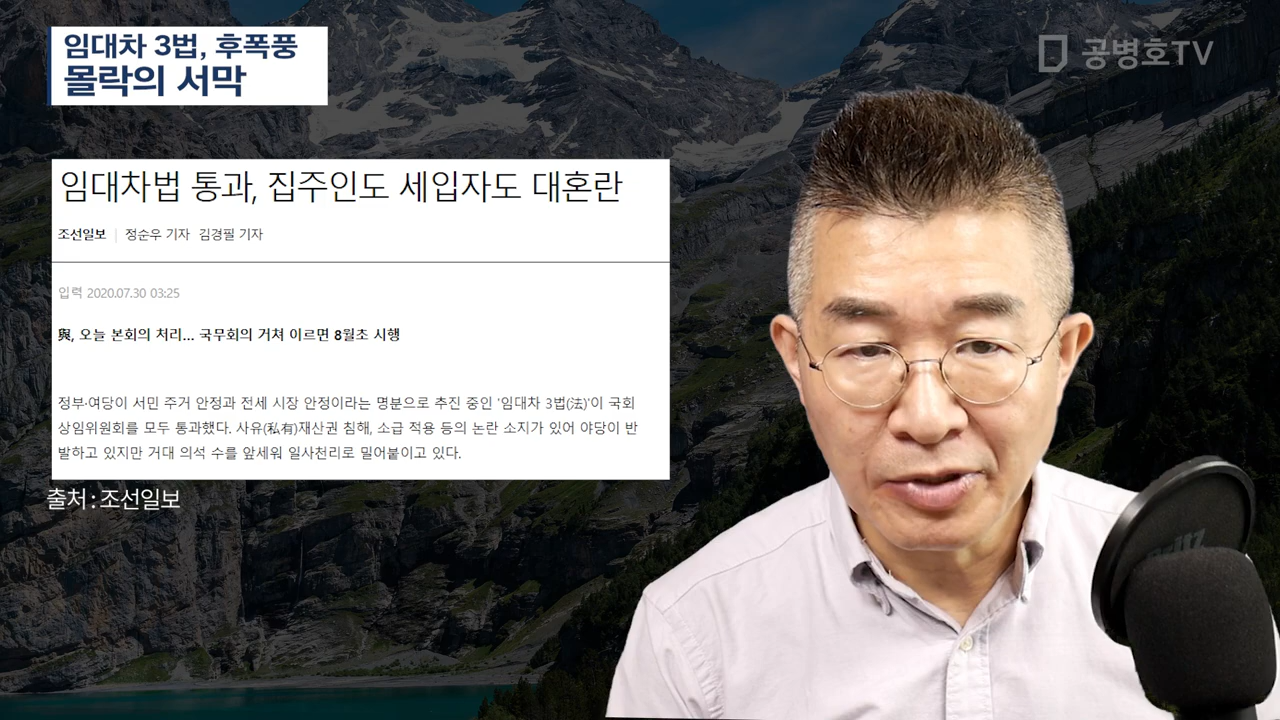 임대차 3법, 후폭풍
몰락의 서막
공병호TV
임대차법 통과, 집주인도 세입자도 대혼란
조선일보 | 정순우 기자 김경필 기자
입력 2020.07.30 03:25
與, 오늘 본회의 처리... 국무회의 거쳐 이르면 8월초 시행
정부·여당이 서민 주거 안정과 전세 시장 안정이라는 명분으로 추진 중인 '임대차 3법(法)'이 국회
상임위원회를 모두 통과했다. 사유(私有)재산권 침해, 소급 적용 등의 논란 소지가 있어 야당이 반
발하고 있지만 거대 의석 수를 앞세워 일사천리로 밀어붙이고 있다.
출처 : 조선일보